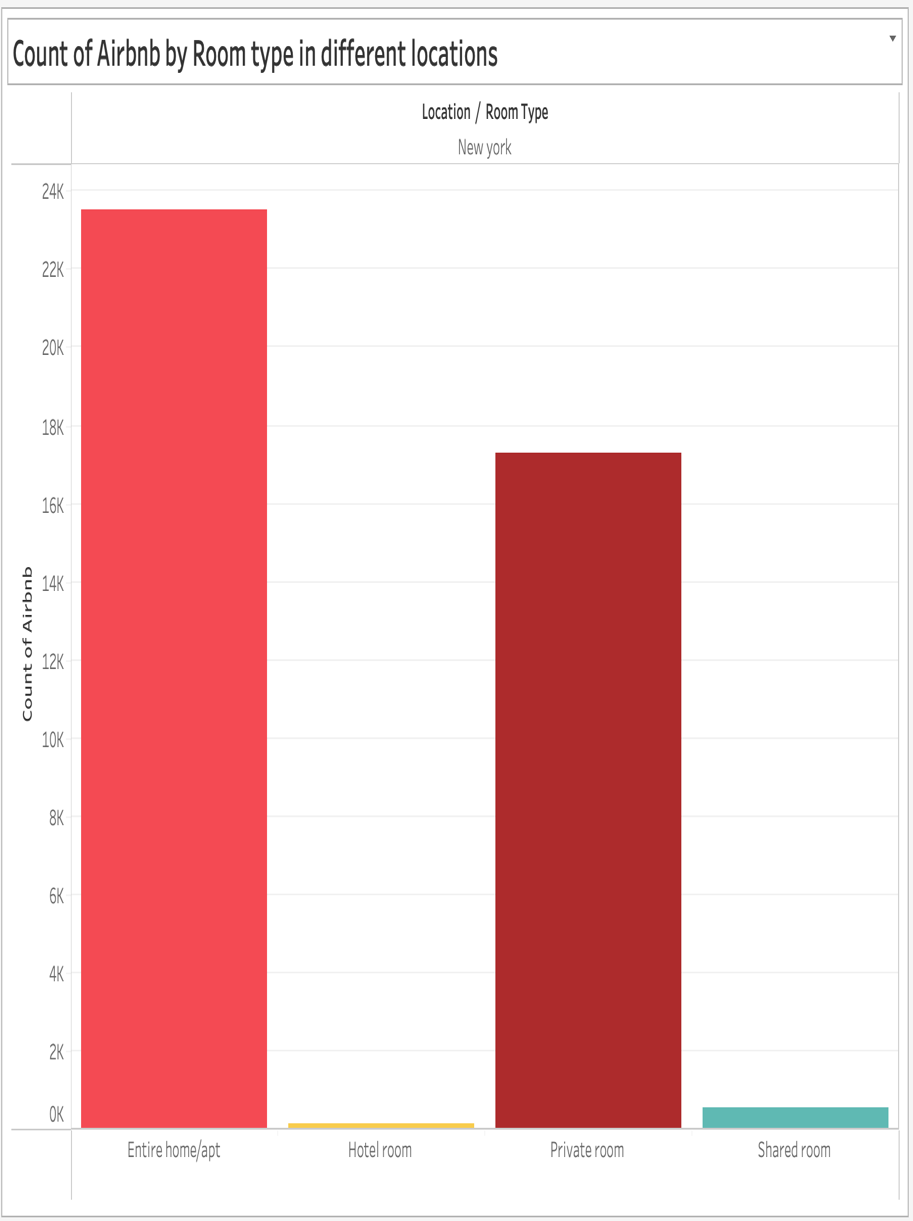 Count of Airbnb by Room type in different locations
Location / Room Type
New york
24K
22K
20K
18K
16K
14K
12K
10K
8K
6K
4K
2K
0K
Count of Airbnb
Entire home/apt
Hotel room
Private room
Shared room